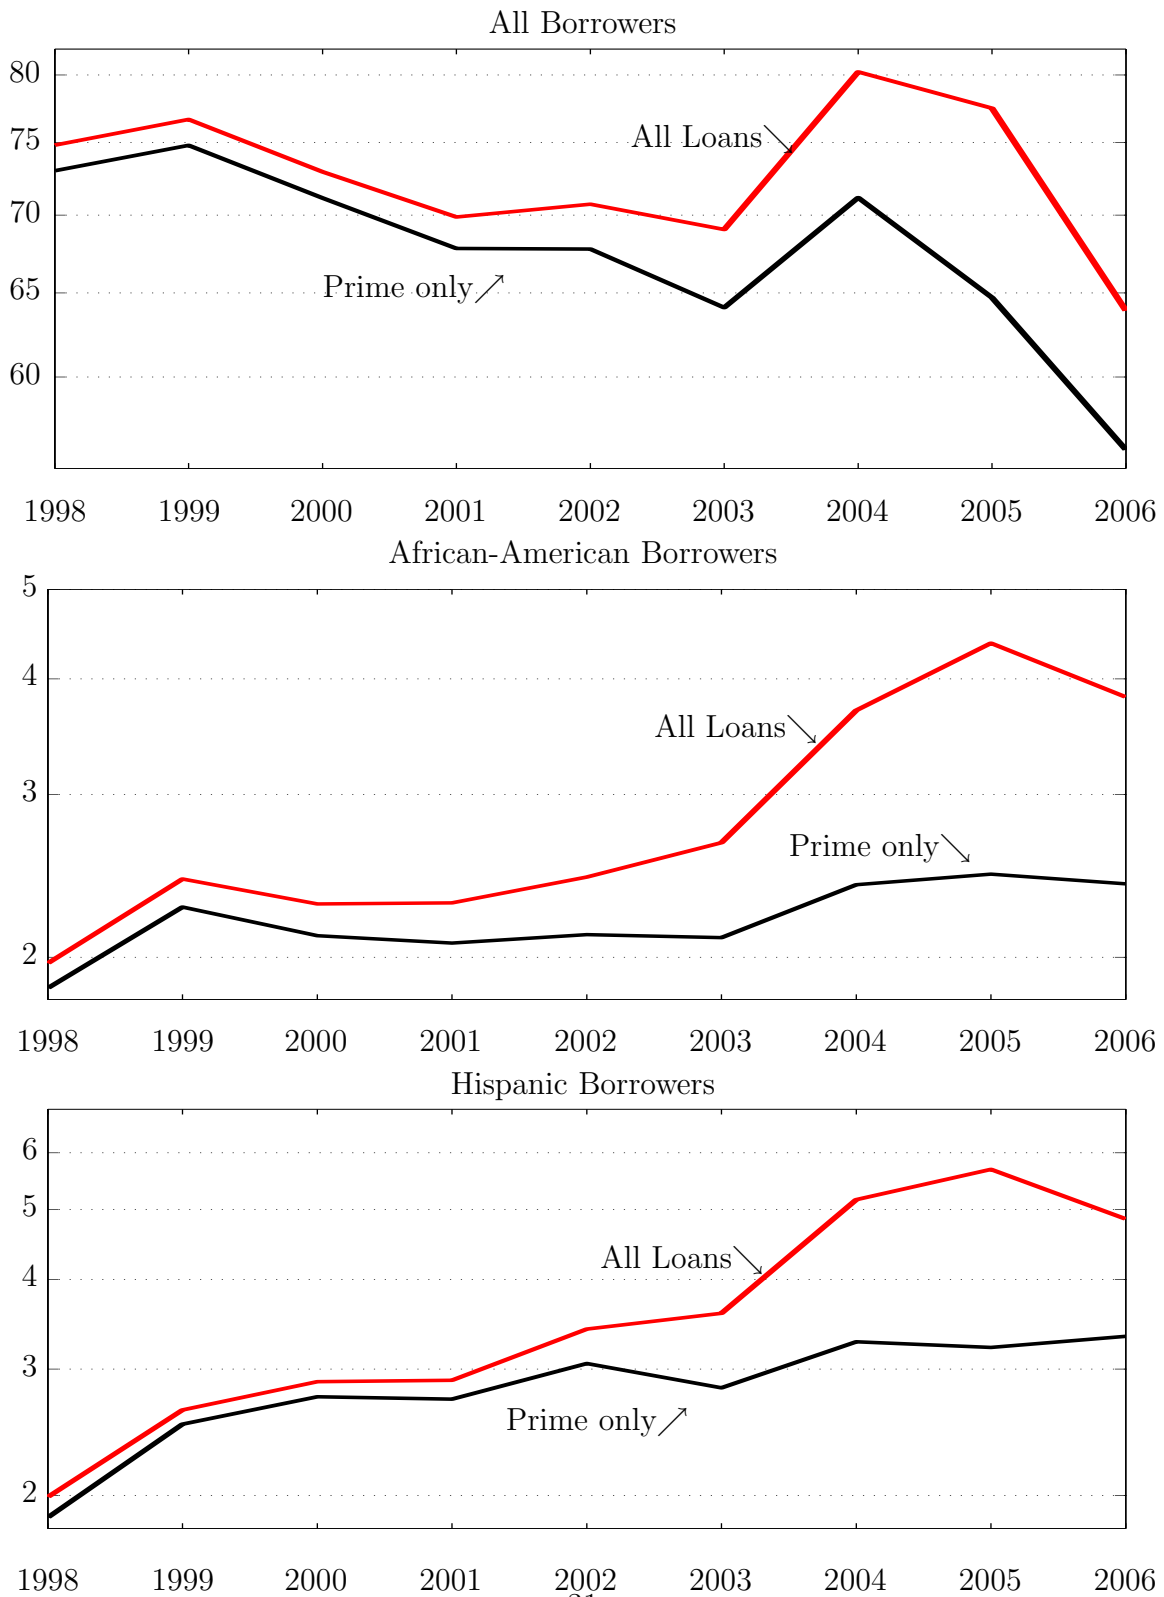 All Borrowers
80
75
70
65
60
All Loans
Prime only
1998 1999 2000 2001 2002 2003 2004 2005 2006
African-American Borrowers
5
4
3
2
All Loans
Prime only
1998 1999 2000 2001 2002 2003 2004 2005 2006
Hispanic Borrowers
6
5
4
3
2
All Loans
Prime only
1998 1999 2000 2001 2002 2003 2004 2005 2006